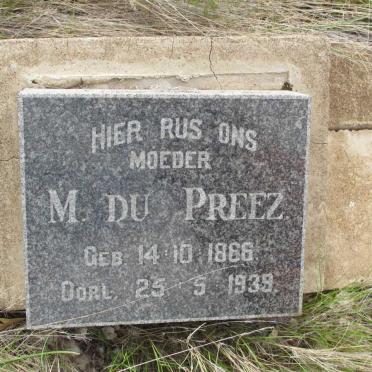 HIER RUS ONS
MOEDER
M. DU PREEZ
GEB. 14.10.1866
OORL. 25.5.1939.